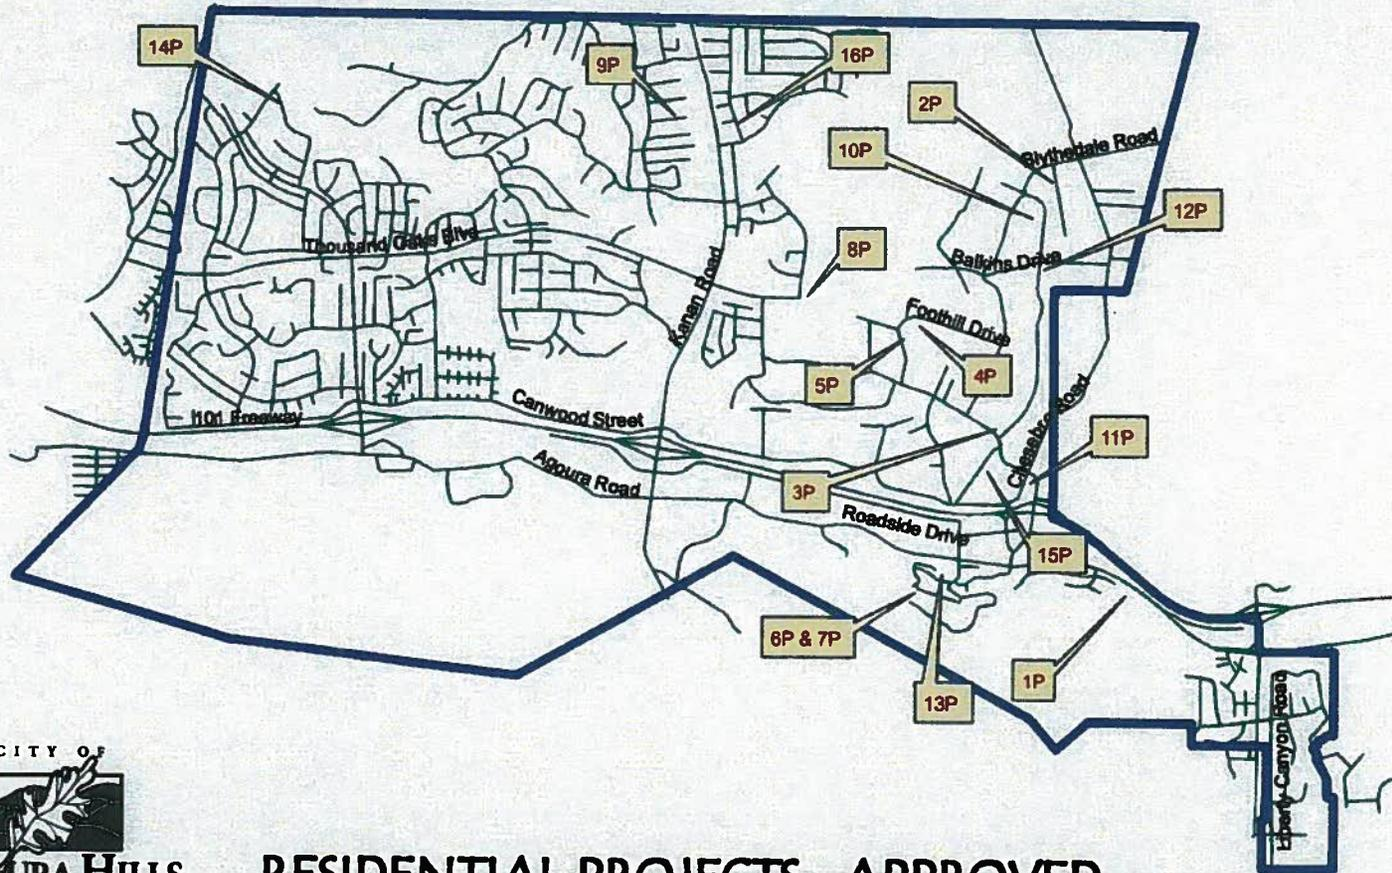 14P
9P
16P
2P
Blythedale Road
10P
12P
Thousand Oaks Blvd
8P
Balkins Drive
Kanan Road
Foothill Drive
5P
4P
101 Freeway
Canwood Street
Chesebro Road
11P
Agoura Road
3P
Roadside Drive
15P
6P & 7P
1P
13P
Liberty Canyon Road
CITY OF
URA HILLS
RESIDENTIAL PROJECTS - APPROVED